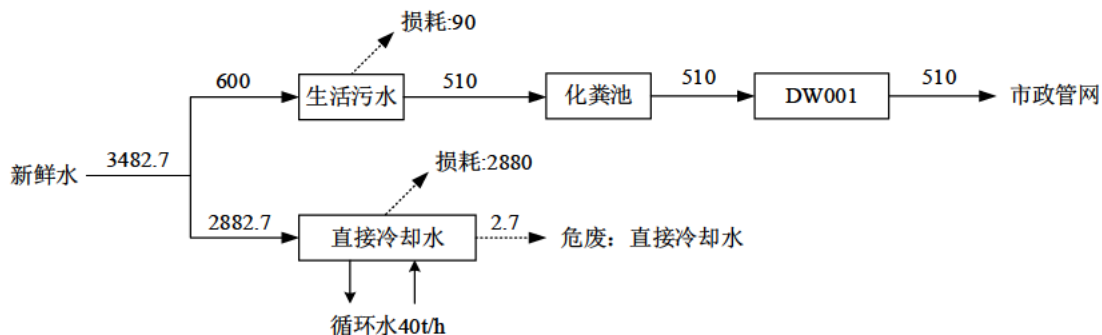 损耗:90
600
生活污水
510
化粪池
510
DW001
510
市政管网
新鲜水
3482.7
损耗:2880
2882.7
直接冷却水
2.7
危废：直接冷却水
循环水40t/h